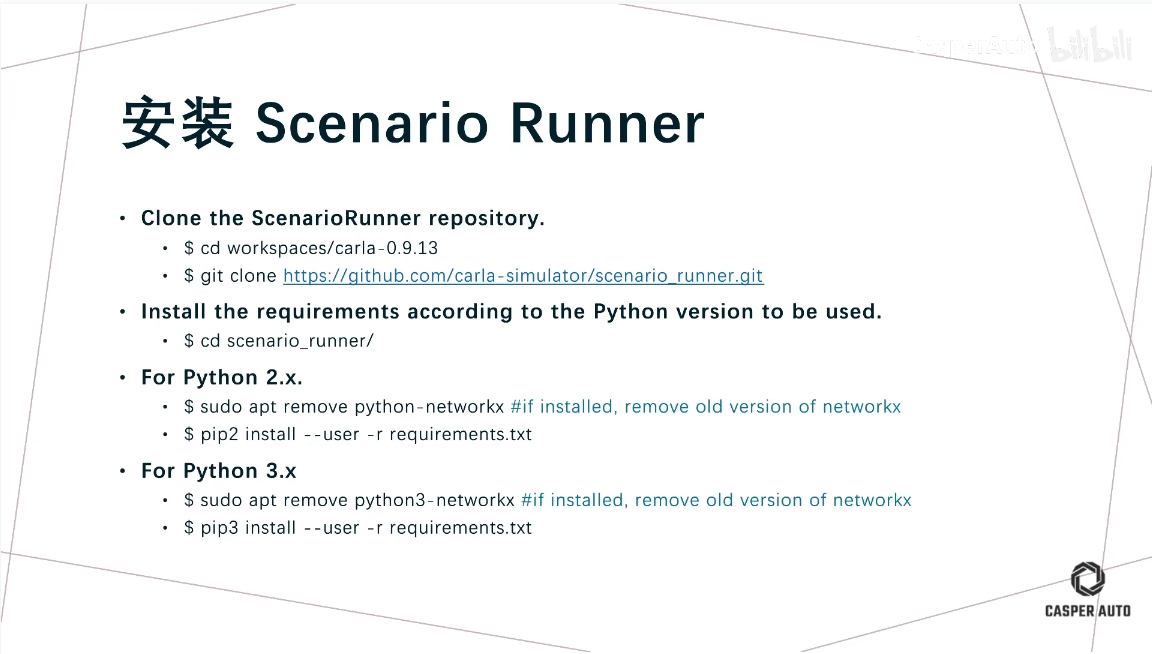 bilibili
安装 Scenario Runner
• Clone the ScenarioRunner repository.
• $ cd workspaces/carla-0.9.13
• $ git clone https://github.com/carla-simulator/scenario_runner.git
• Install the requirements according to the Python version to be used.
• $ cd scenario_runner/
• For Python 2.x.
• $ sudo apt remove python-networkx #if installed, remove old version of networkx
• $ pip2 install --user -r requirements.txt
• For Python 3.x
• $ sudo apt remove python3-networkx #if installed, remove old version of networkx
• $ pip3 install --user -r requirements.txt
CASPER AUTO